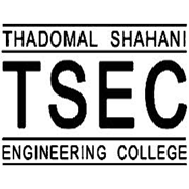 THADOMAL SHAHANI
TSEC
ENGINEERING COLLEGE